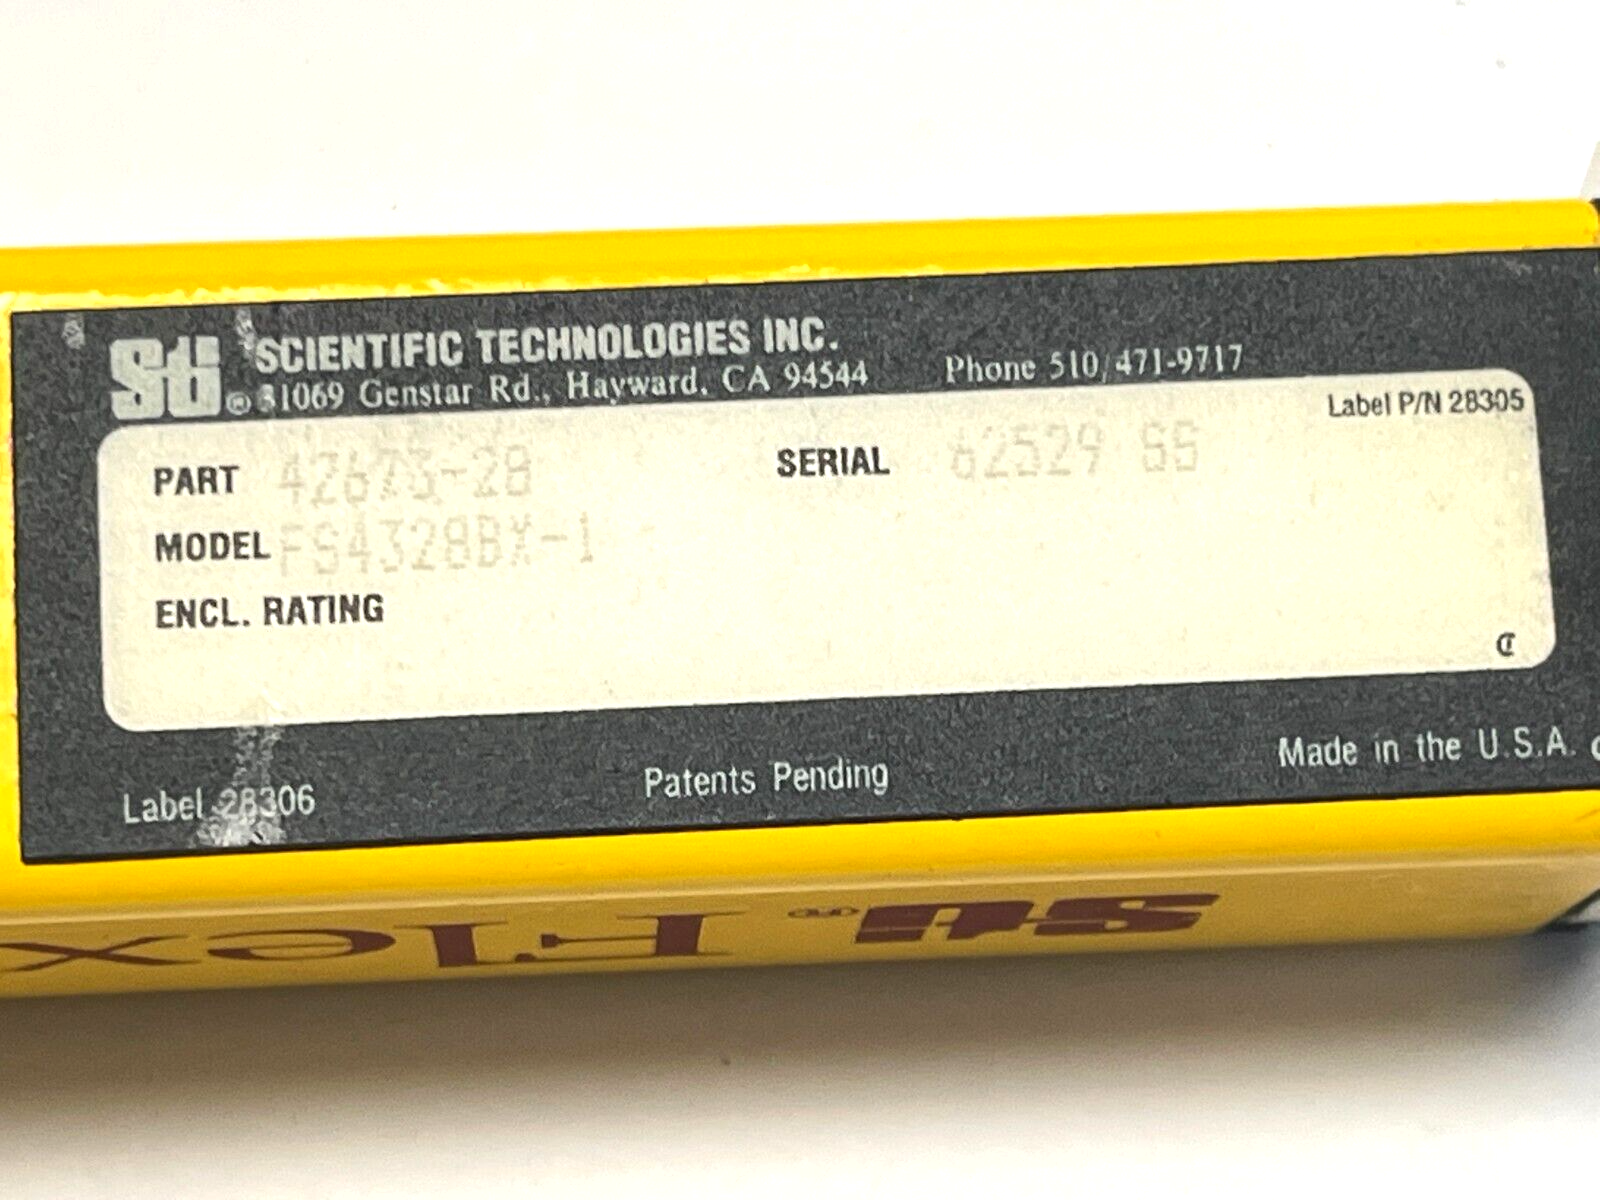 Sti® SCIENTIFIC TECHNOLOGIES INC.
31069 Genstar Rd., Hayward, CA 94544 Phone 510/471-9717
Label P/N 28305
PART 42673-28 SERIAL 62529 SS
MODEL FS4328BX-1
ENCL. RATING
Label 28306 Patents Pending Made in the U.S.A.
sti® Flex